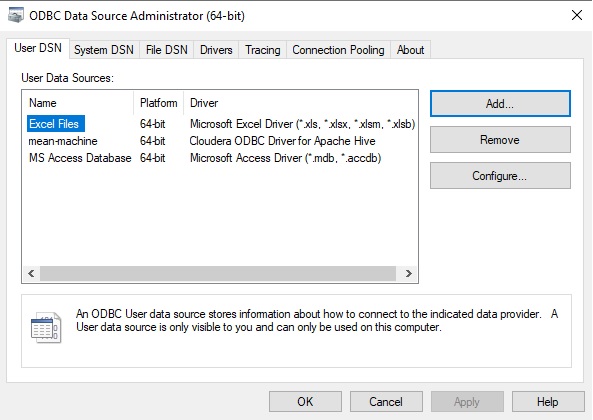 ODBC Data Source Administrator (64-bit)
User DSN System DSN File DSN Drivers Tracing Connection Pooling About
User Data Sources:
Name Platform Driver
Excel Files 64-bit Microsoft Excel Driver (*.xls, *.xlsx, *.xlsm, *.xlsb)
mean-machine 64-bit Cloudera ODBC Driver for Apache Hive
MS Access Database 64-bit Microsoft Access Driver (*.mdb, *.accdb)
Add...
Remove
Configure...
An ODBC User data source stores information about how to connect to the indicated data provider. A
User data source is only visible to you and can only be used on this computer.
OK Cancel Apply Help